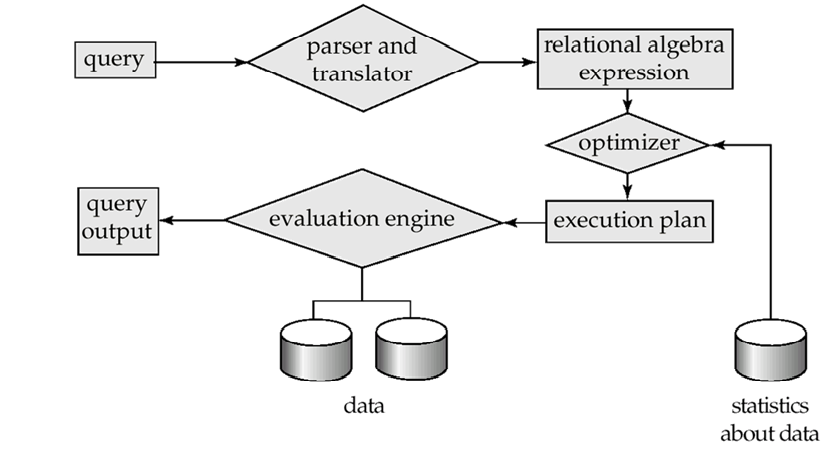 query
parser and
translator
relational algebra
expression
optimizer
execution plan
evaluation engine
query
output
data
statistics
about data